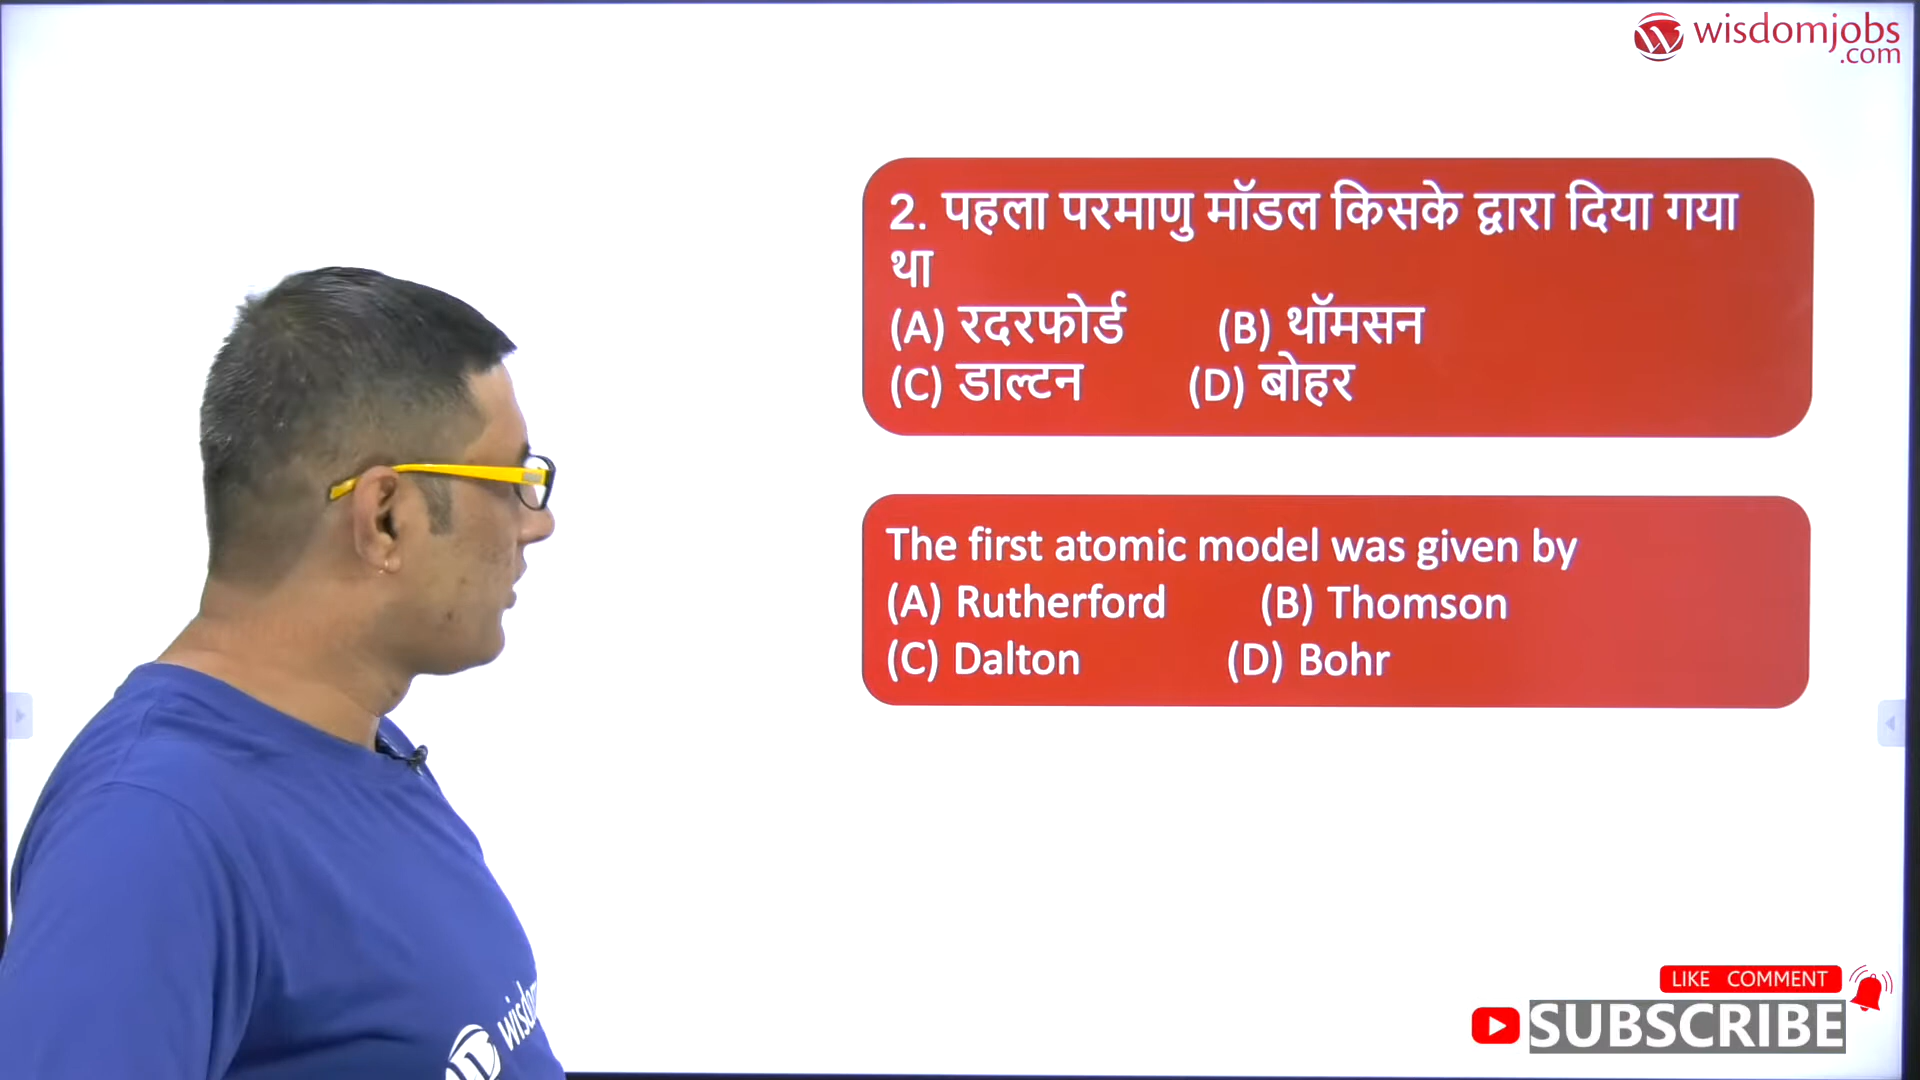 wisdomjobs
.com
2. पहला परमाणु मॉडल किसके द्वारा दिया गया
था
(A) रदरफोर्ड (B) थॉमसन
(C) डाल्टन (D) बोहर
The first atomic model was given by
(A) Rutherford (B) Thomson
(C) Dalton (D) Bohr
LIKE COMMENT
SUBSCRIBE